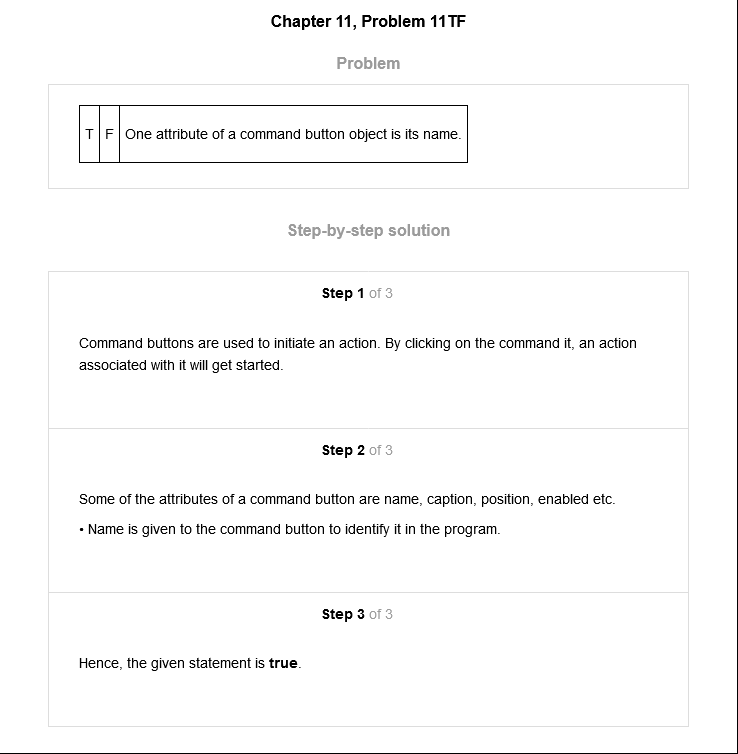 Chapter 11, Problem 11TF
Problem
T F One attribute of a command button object is its name.
Step-by-step solution
Step 1 of 3
Command buttons are used to initiate an action. By clicking on the command it, an action
associated with it will get started.
Step 2 of 3
Some of the attributes of a command button are name, caption, position, enabled etc.
• Name is given to the command button to identify it in the program.
Step 3 of 3
Hence, the given statement is true.